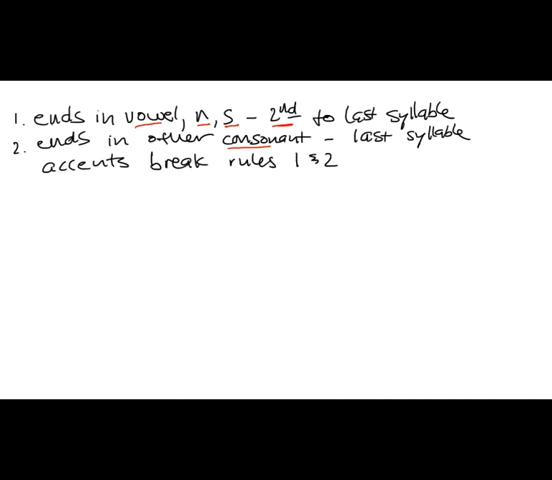 1. ends in vowel, n, s - 2nd to last syllable
2. ends in other consonant - last syllable
accents break rules 1 & 2